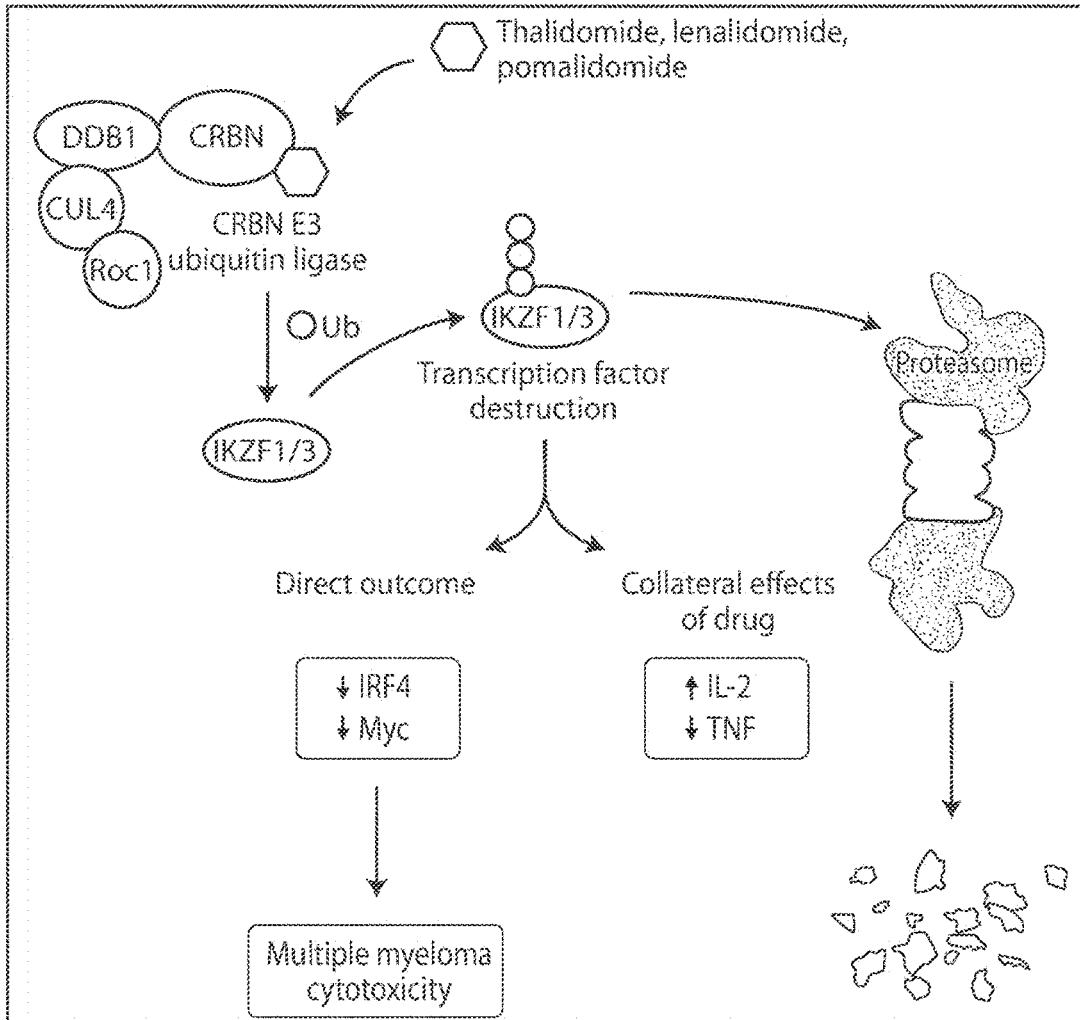 Thalidomide, lenalidomide,
pomalidomide
DDB1
CRBN
CUL4
Roc1
CRBN E3
ubiquitin ligase
Ub
IKZF1/3
IKZF1/3
Transcription factor
destruction
Proteasome
Direct outcome
Collateral effects
of drug
↓ IRF4
↓ Myc
↑ IL-2
↓ TNF
Multiple myeloma
cytotoxicity